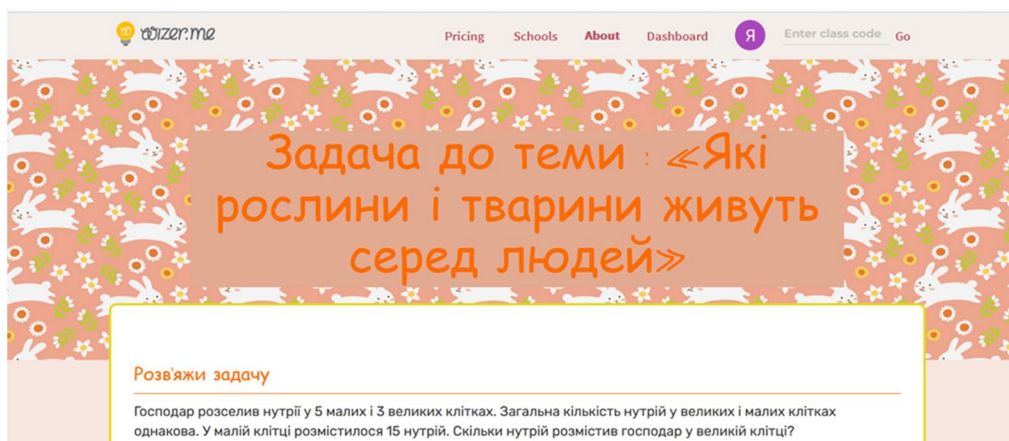 wizer.me
Pricing Schools About Dashboard Я Enter class code Go
Задача до теми : «Які
рослини і тварини живуть
серед людей»
Розв'яжи задачу
Господар розселив нутрії у 5 малих і 3 великих клітках. Загальна кількість нутрій у великих і малих клітках
однакова. У малій клітці розмістилося 15 нутрій. Скільки нутрій розмістив господар у великій клітці?